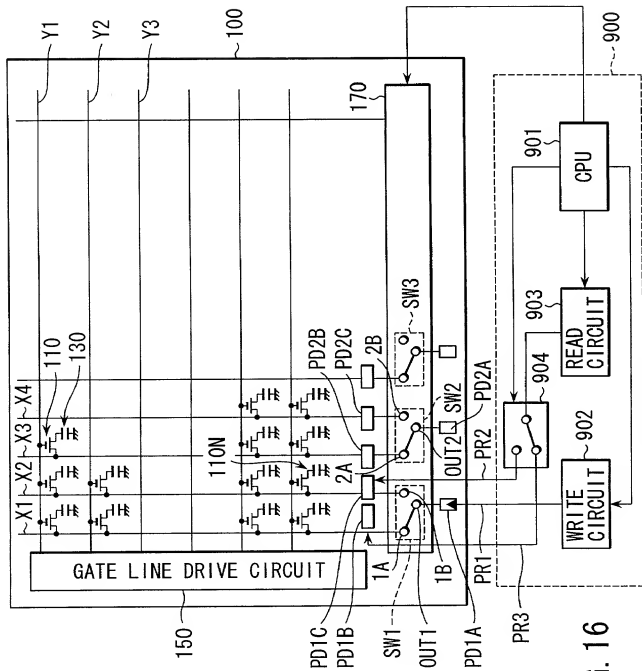 Y1
Y2
Y3
100
170
900
~X1
~X2
~X3
~X4
110
130
110N
GATE LINE DRIVE CIRCUIT
150
PD1C
PD1B
PD2B
PD2C
2B
2A
SW3
SW2
SW1
1A
1B
OUT1
OUT2
PD1A
PD2A
PR1
PR2
PR3
901
CPU
903
READ
CIRCUIT
904
902
WRITE
CIRCUIT
16